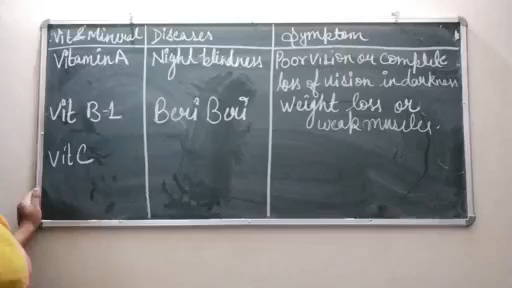 Vit & Mineral Diseases Symptom
Vitamin A Night blindness Poor vision or complete
loss of vision in darkness
Vit B-1 Beri Beri Weight loss or
weak muscles.
Vit C